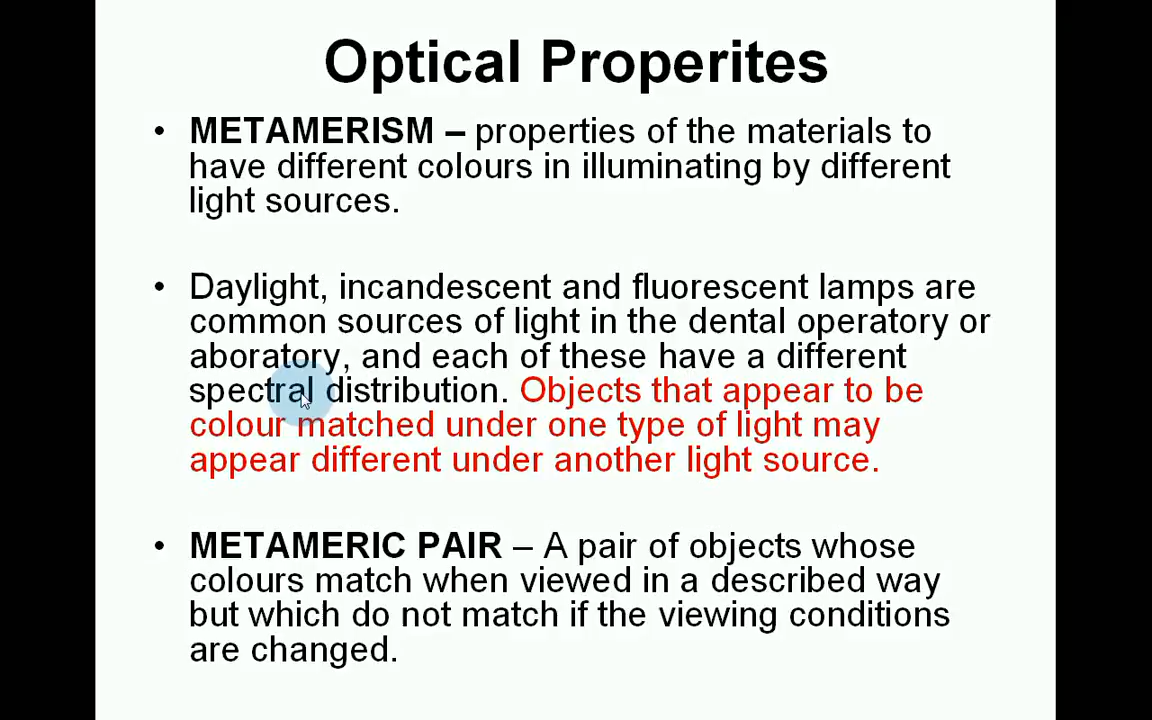 Optical Properites
• METAMERISM – properties of the materials to
have different colours in illuminating by different
light sources.
• Daylight, incandescent and fluorescent lamps are
common sources of light in the dental operatory or
aboratory, and each of these have a different
spectral distribution. Objects that appear to be
colour matched under one type of light may
appear different under another light source.
• METAMERIC PAIR – A pair of objects whose
colours match when viewed in a described way
but which do not match if the viewing conditions
are changed.